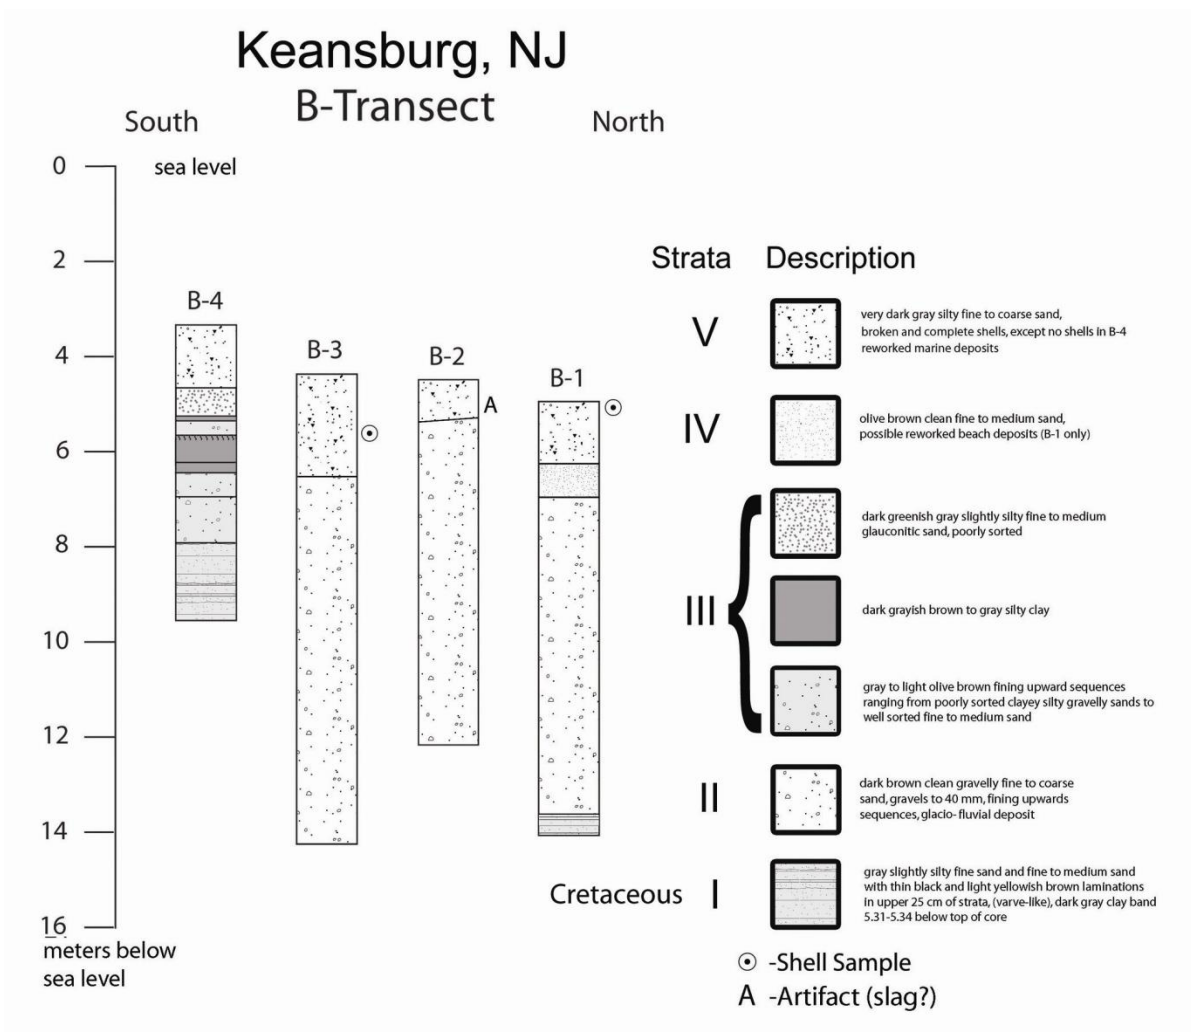 Keansburg, NJ
B-Transect
South
North
0
sea level
2
4
6
8
10
12
14
16
meters below
sea level
B-4
B-3
B-2
A
B-1
Strata Description
V
very dark gray silty fine to coarse sand,
broken and complete shells, except no shells in B-4
reworked marine deposits
IV
olive brown clean fine to medium sand,
possible reworked beach deposits (B-1 only)
III
dark greenish gray slightly silty fine to medium
glauconitic sand, poorly sorted
dark grayish brown to gray silty clay
gray to light olive brown fining upward sequences
ranging from poorly sorted clayey silty gravelly sands to
well sorted fine to medium sand
II
dark brown clean gravelly fine to coarse
sand, gravels to 40 mm, fining upwards
sequences, glacio- fluvial deposit
Cretaceous I
gray slightly silty fine sand and fine to medium sand
with thin black and light yellowish brown laminations
in upper 25 cm of strata, (varve-like), dark gray clay band
5.31-5.34 below top of core
-Shell Sample
A -Artifact (slag?)